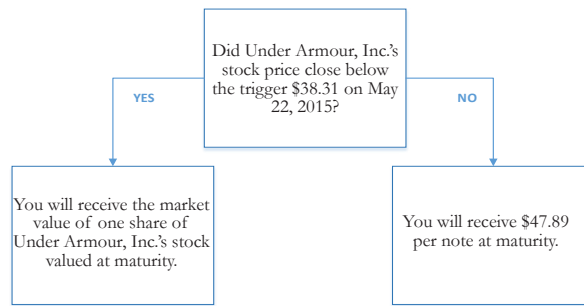 Did Under Armour, Inc.'s
stock price close below
the trigger $38.31 on May
22, 2015?
YES
NO
You will receive the market
value of one share of
Under Armour, Inc.'s stock
valued at maturity.
You will receive $47.89
per note at maturity.